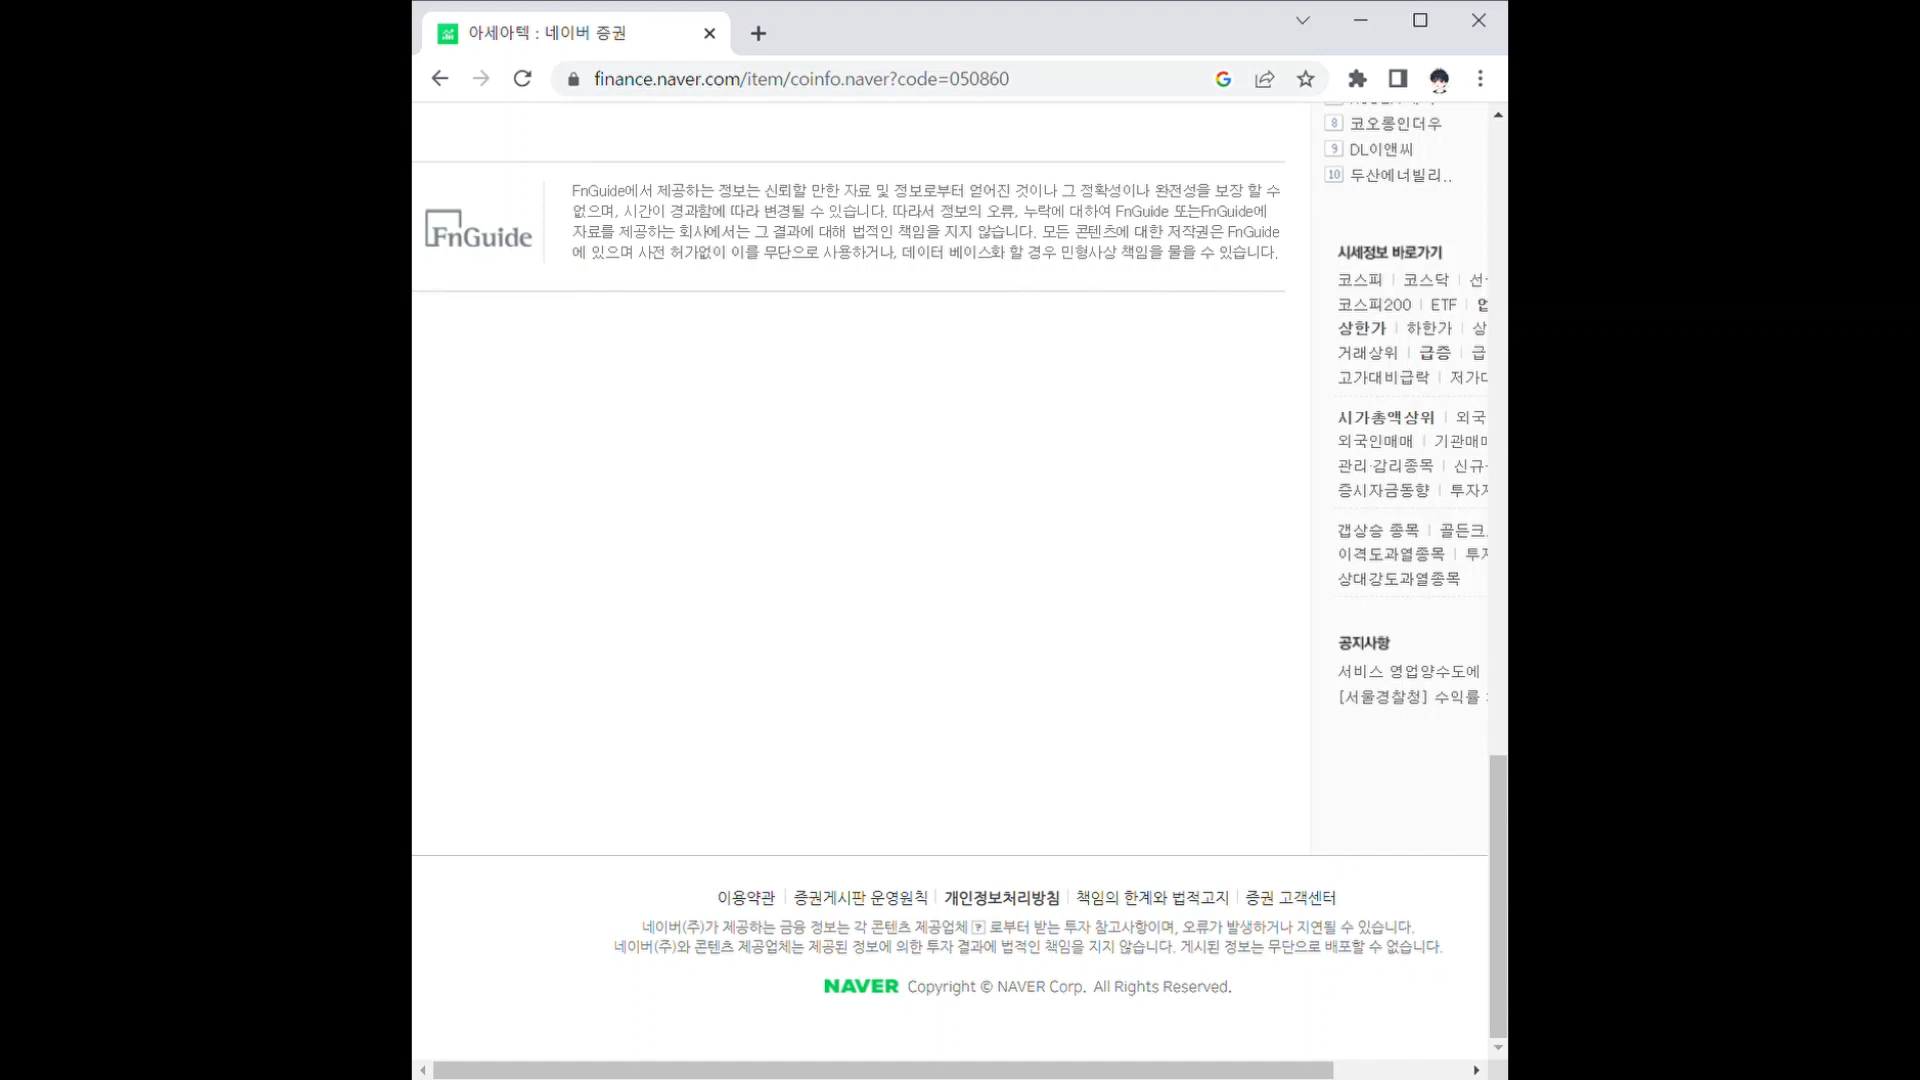 아세아텍 : 네이버 증권
finance.naver.com/item/coinfo.naver?code=050860
8 코오롱인더우
9 DL이앤씨
10 두산에너빌리..
FnGuide
FnGuide에서 제공하는 정보는 신뢰할 만한 자료 및 정보로부터 얻어진 것이나 그 정확성이나 완전성을 보장 할 수
없으며, 시간이 경과함에 따라 변경될 수 있습니다. 따라서 정보의 오류, 누락에 대하여 FnGuide 또는FnGuide에
자료를 제공하는 회사에서는 그 결과에 대해 법적인 책임을 지지 않습니다. 모든 콘텐츠에 대한 저작권은 FnGuide
에 있으며 사전 허가없이 이를 무단으로 사용하거나, 데이터 베이스화 할 경우 민형사상 책임을 물을 수 있습니다.
시세정보 바로가기
코스피 | 코스닥 |
코스피200 | ETF |
상한가 | 하한가 | 상
거래상위 | 급증 | 급
고가대비급락 |
시가총액상위 | 외국
외국인매매 |
관리·감리종목 | 신규
증시자금동향 |
갭상승 종목 |
이격도과열종목 |
상대강도과열종목
공지사항
서비스 영업양수도에
[서울경찰청] 수익률
이용약관 | 증권게시판 운영원칙 | 개인정보처리방침 | 책임의 한계와 법적고지 | 증권 고객센터
네이버(주)가 제공하는 금융 정보는 각 콘텐츠 제공업체 ? 로부터 받는 투자 참고사항이며, 오류가 발생하거나 지연될 수 있습니다.
네이버(주)와 콘텐츠 제공업체는 제공된 정보에 의한 투자 결과에 법적인 책임을 지지 않습니다. 게시된 정보는 무단으로 배포할 수 없습니다.
NAVER Copyright © NAVER Corp. All Rights Reserved.